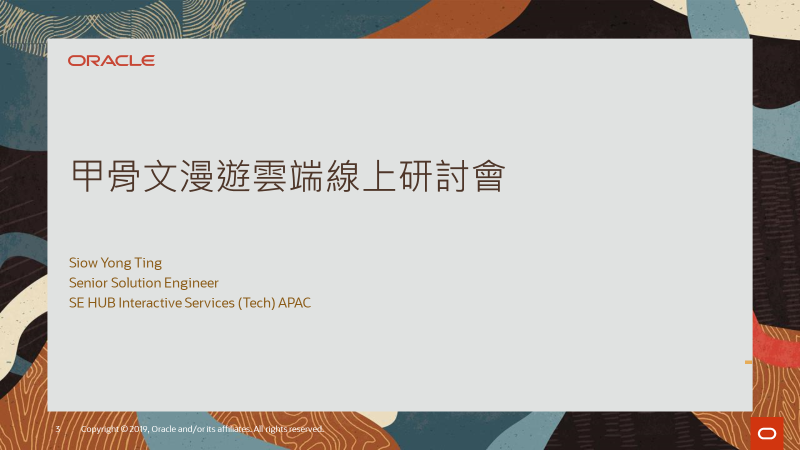 ORACLE
甲骨文漫遊雲端線上研討會
Siow Yong Ting
Senior Solution Engineer
SE HUB Interactive Services (Tech) APAC
3 Copyright © 2019, Oracle and/or its affiliates. All rights reserved.